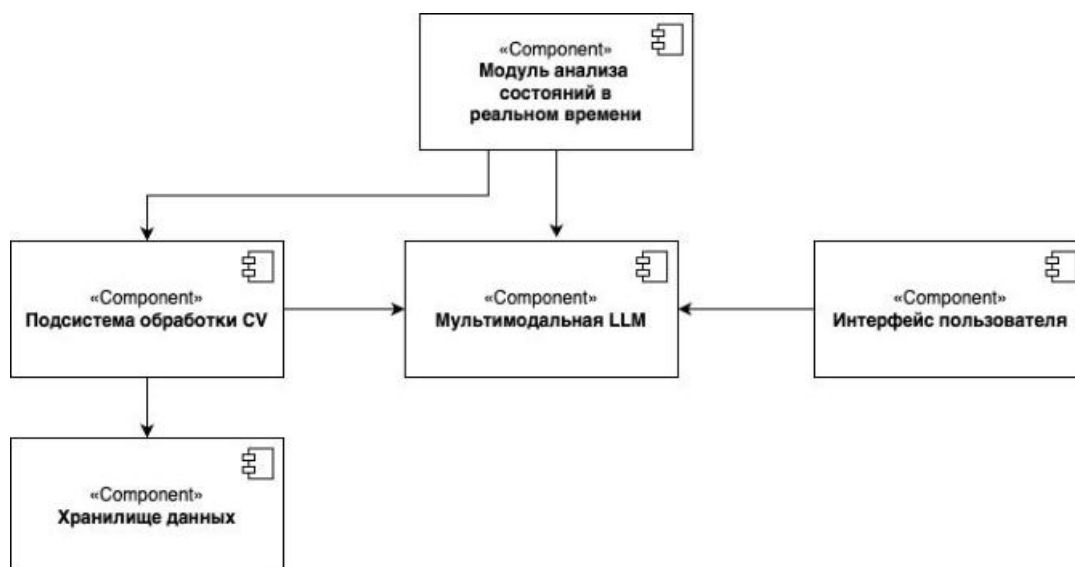 «Component»
Модуль анализа
состояний в
реальном времени
«Component»
Подсистема обработки CV
«Component»
Мультимодальная LLM
«Component»
Интерфейс пользователя
«Component»
Хранилище данных